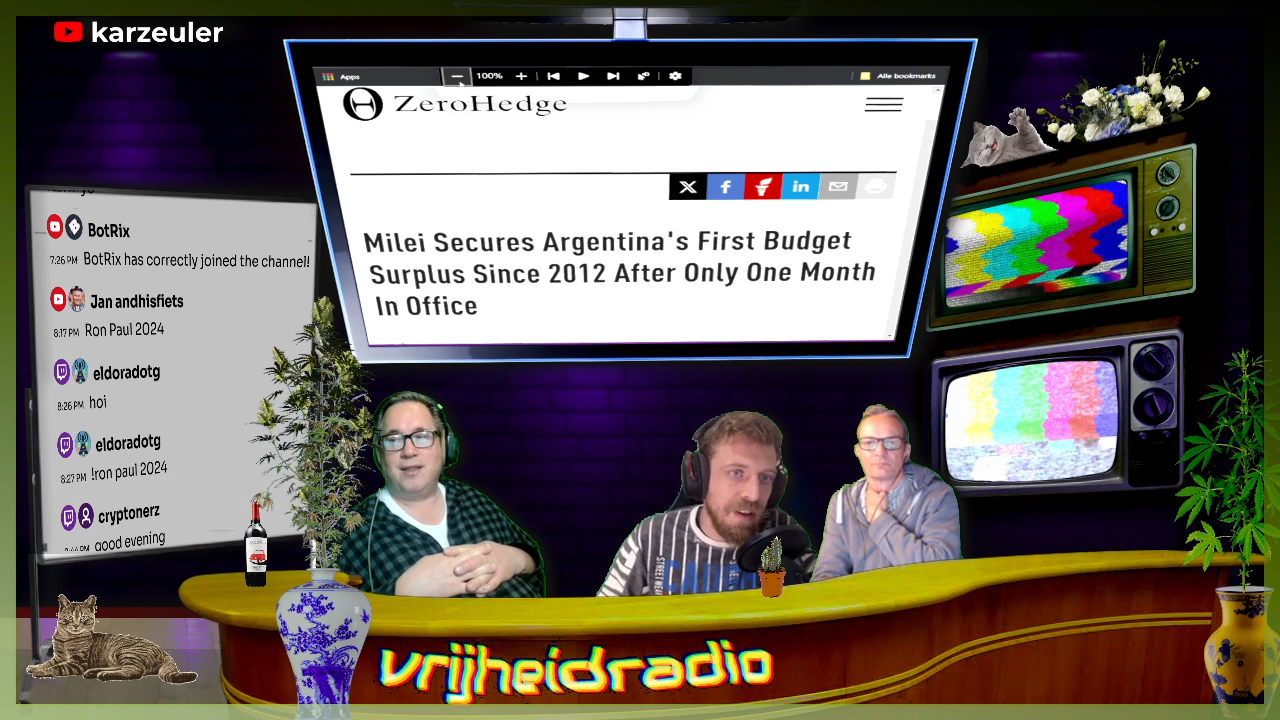 karzeuler
Apps
100%
Alle bookmarks
ZeroHedge
X
f
in
Milei Secures Argentina's First Budget
Surplus Since 2012 After Only One Month
In Office
BotRix
7:26 PM BotRix has correctly joined the channel!
Jan andhisfiets
8:17 PM Ron Paul 2024
eldoradotg
8:26 PM hoi
eldoradotg
8:27 PM !ron paul 2024
cryptonerz
good evening
vrijheidradio